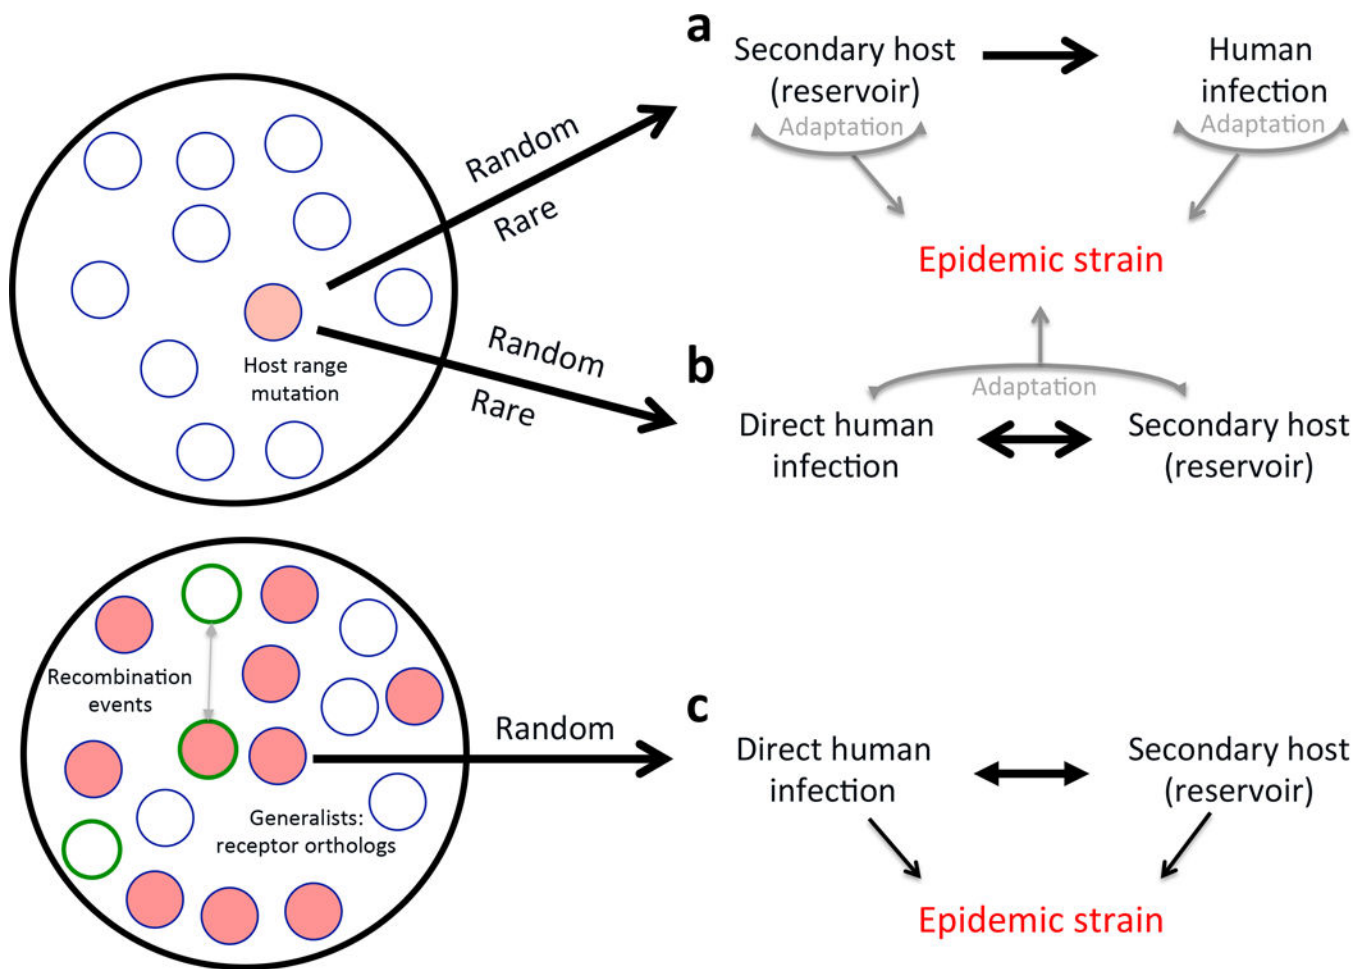 a
Secondary host
(reservoir)
Human
infection
Adaptation
Adaptation
Random
Rare
Epidemic strain
Host range
mutation
Random
Rare
b
Adaptation
Direct human
infection
Secondary host
(reservoir)
Recombination
events
Generalists:
receptor orthologs
Random
c
Direct human
infection
Secondary host
(reservoir)
Epidemic strain